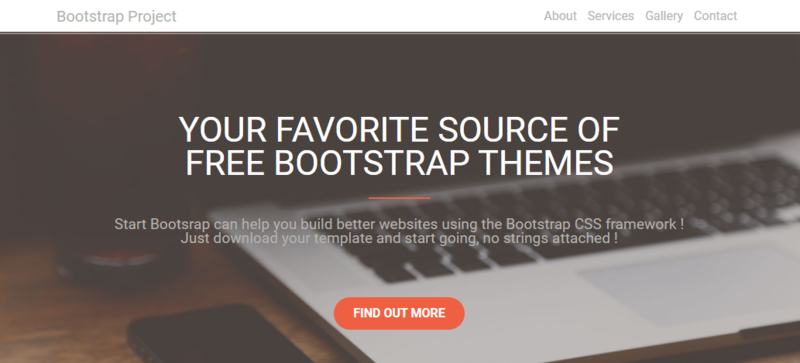 Bootstrap Project
About Services Gallery Contact
YOUR FAVORITE SOURCE OF
FREE BOOTSTRAP THEMES
Start Bootsrap can help you build better websites using the Bootstrap CSS framework !
Just download your template and start going, no strings attached !
FIND OUT MORE